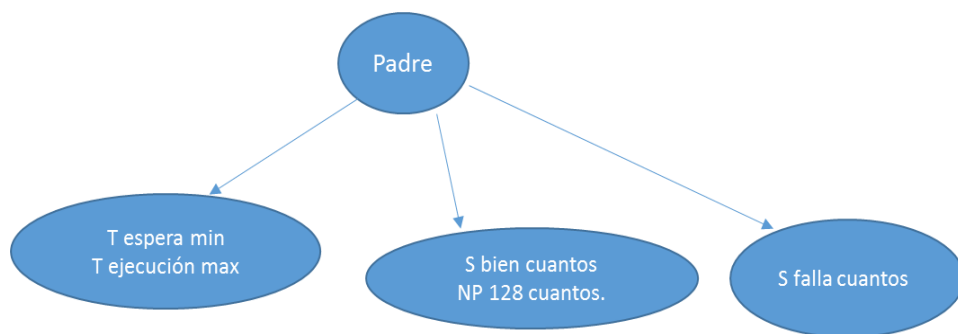 Padre
T espera min
T ejecución max
S bien cuantos
NP 128 cuantos.
S falla cuantos